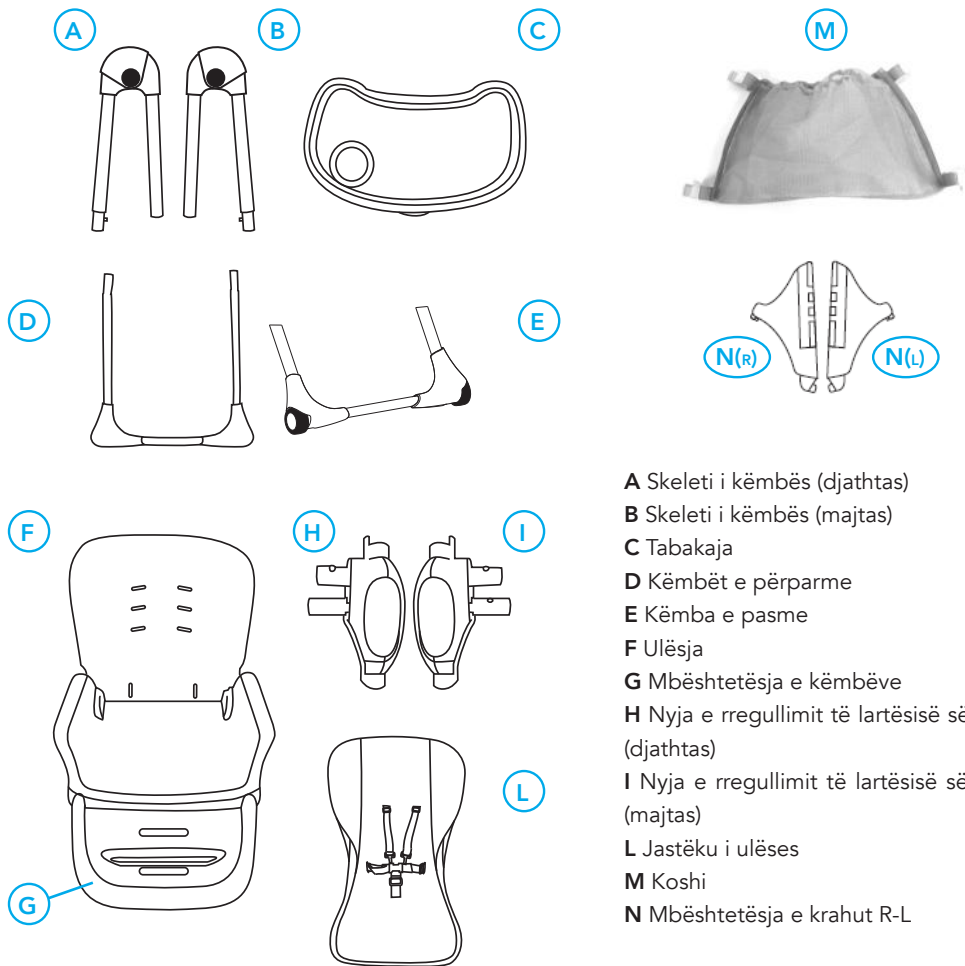 A
B
C
M
D
E
N(R)
N(L)
F
H
I
L
G
A Skeleti i këmbës (djathtas)
B Skeleti i këmbës (majtas)
C Tabakaja
D Këmbët e përparme
E Këmba e pasme
F Ulësja
G Mbështetësja e këmbëve
H Nyja e rregullimit të lartësisë së
(djathtas)
I Nyja e rregullimit të lartësisë së
(majtas)
L Jastëku i ulëses
M Koshi
N Mbështetësja e krahut R-L